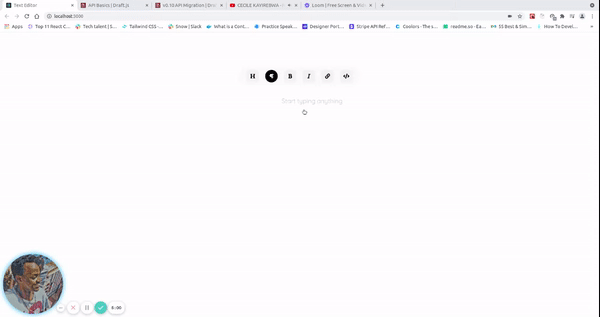 Text Editor
API Basics | Draft.js
v0.10 API Migration | Dra
CECILE KAYIREBWA -
Loom | Free Screen & Vide
localhost:3000
Apps
Top 11 React C...
Tech talent | S...
Tailwind CSS -
Snow | Slack
What is a Cont...
Practice Speak...
Designer Port...
Stripe API Ref...
Coolors - The s...
readme.so - Ea...
55 Best & Sim...
How To Devel...
H
¶
B
I
</>
Start typing anything
0:00